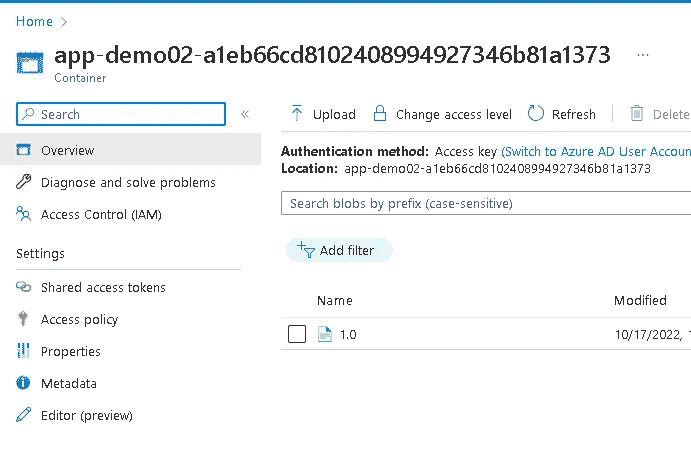 Home >
app-demo02-a1eb66cd8102408994927346b81a1373 ...
Container
Search «
Upload Change access level Refresh Delete
Overview
Authentication method: Access key (Switch to Azure AD User Accoun
Diagnose and solve problems
Location: app-demo02-a1eb66cd8102408994927346b81a1373
Access Control (IAM)
Search blobs by prefix (case-sensitive)
Settings
Add filter
Shared access tokens
Name Modified
Access policy
1.0 10/17/2022,
Properties
Metadata
Editor (preview)